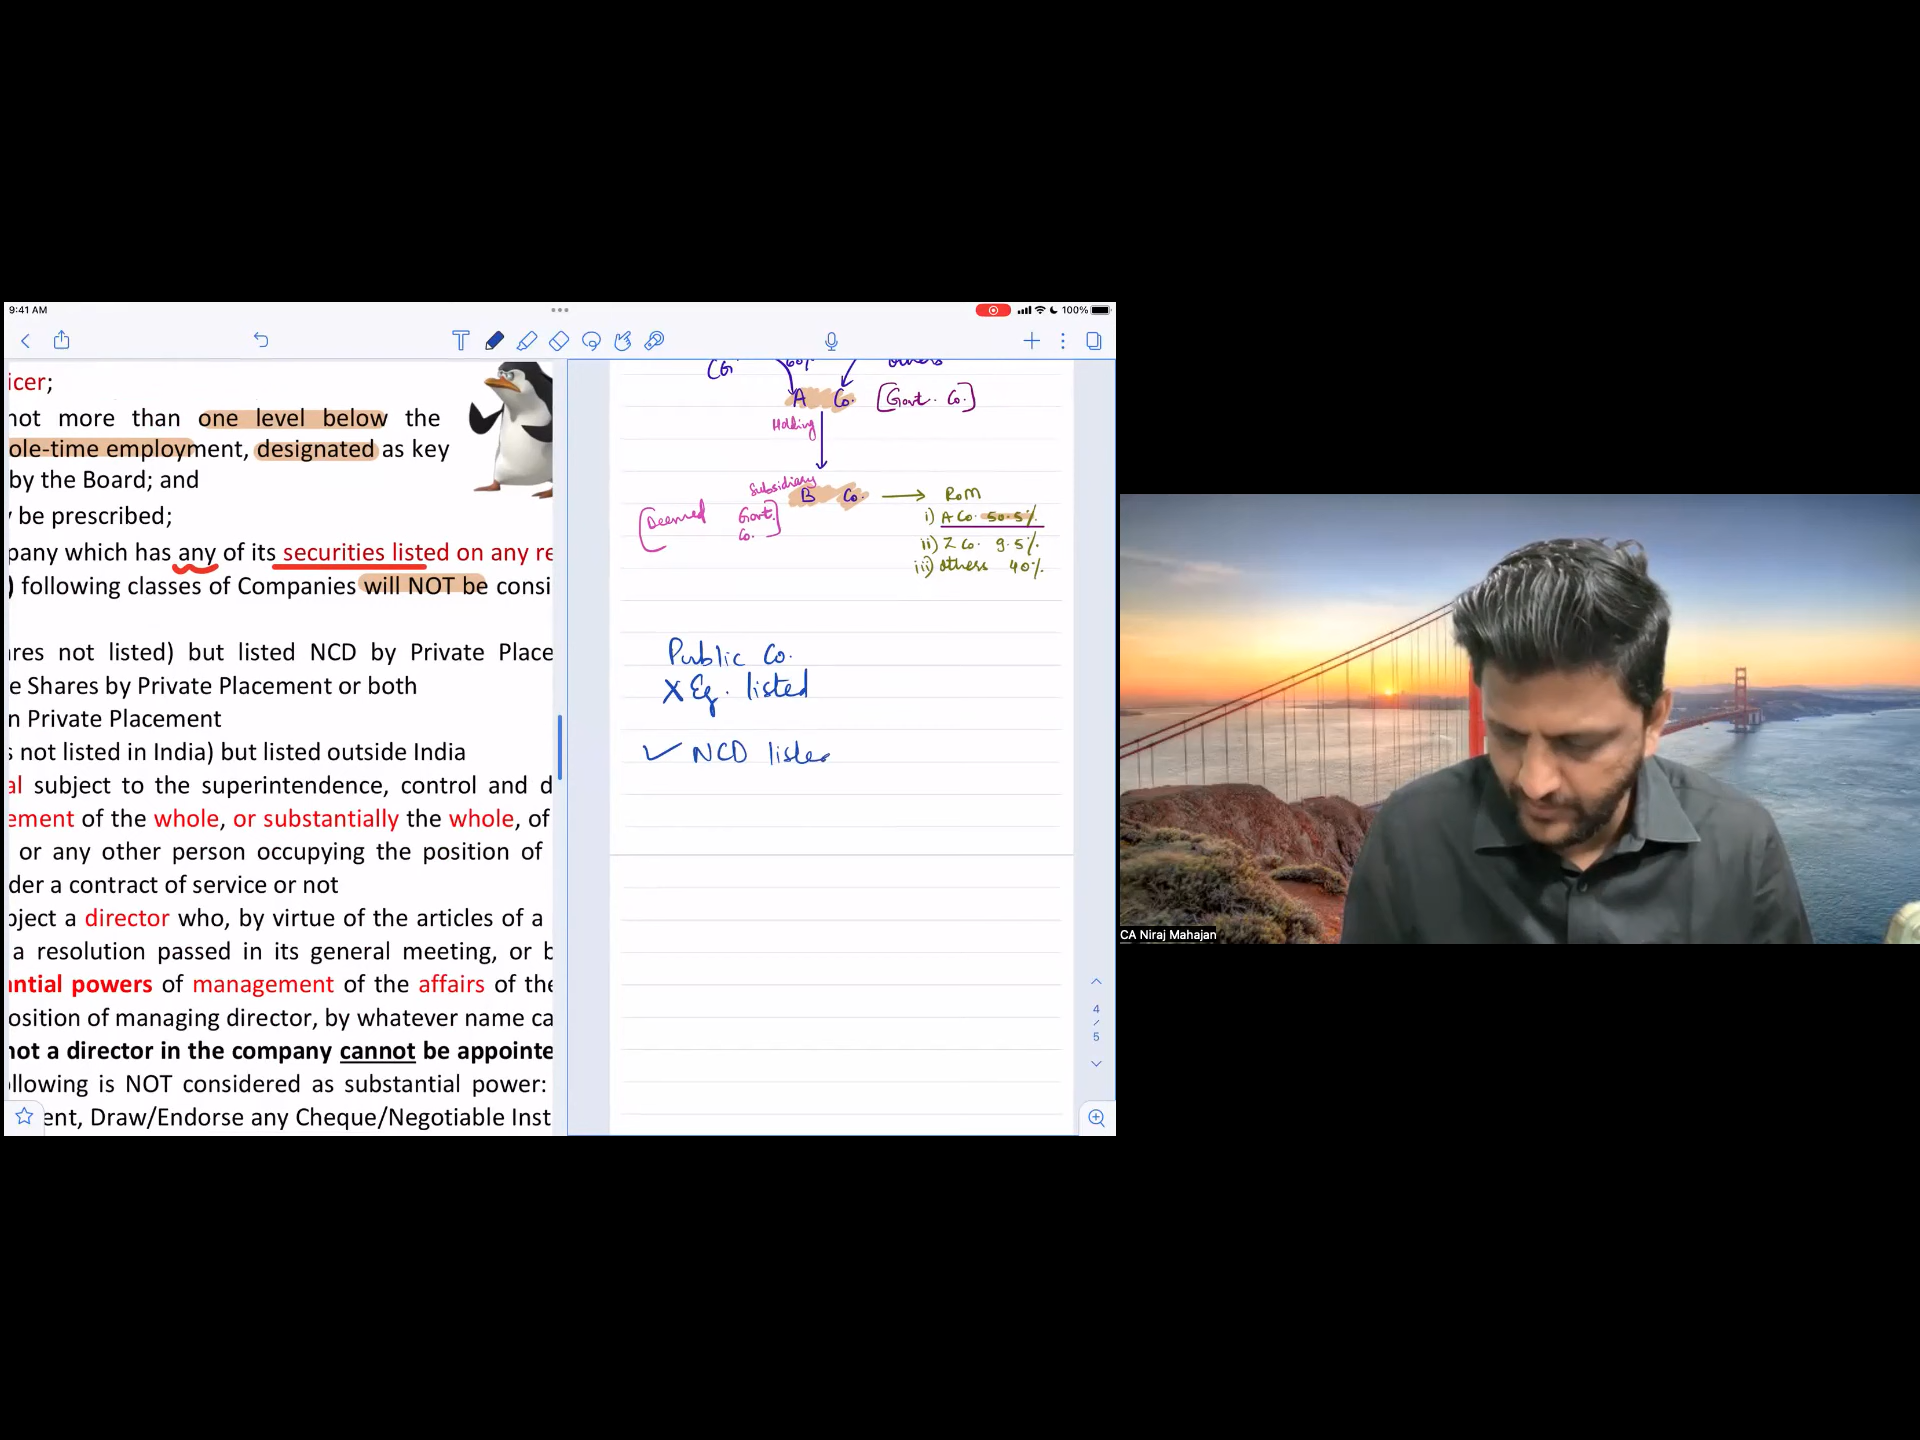 9:41 AM
100%
icer;
not more than one level below the
ole-time employment, designated as key
by the Board; and
be prescribed;
pany which has any of its securities listed on any re
) following classes of Companies will NOT be consi
ares not listed) but listed NCD by Private Place
e Shares by Private Placement or both
n Private Placement
s not listed in India) but listed outside India
al subject to the superintendence, control and d
ement of the whole, or substantially the whole, of
or any other person occupying the position of
der a contract of service or not
bject a director who, by virtue of the articles of a
a resolution passed in its general meeting, or b
antial powers of management of the affairs of the
osition of managing director, by whatever name ca
not a director in the company cannot be appointe
ollowing is NOT considered as substantial power:
ent, Draw/Endorse any Cheque/Negotiable Inst
CG 60% others
A Co. [Govt. Co.]
Holding
Subsidiary
B Co. → RoM
[Deemed Govt. Co.]
i) A Co. 50.5%
ii) Z Co. 9.5%
iii) others 40%
Public Co.
X Eq. listed
✓ NCD listed
4
/
5
CA Niraj Mahajan